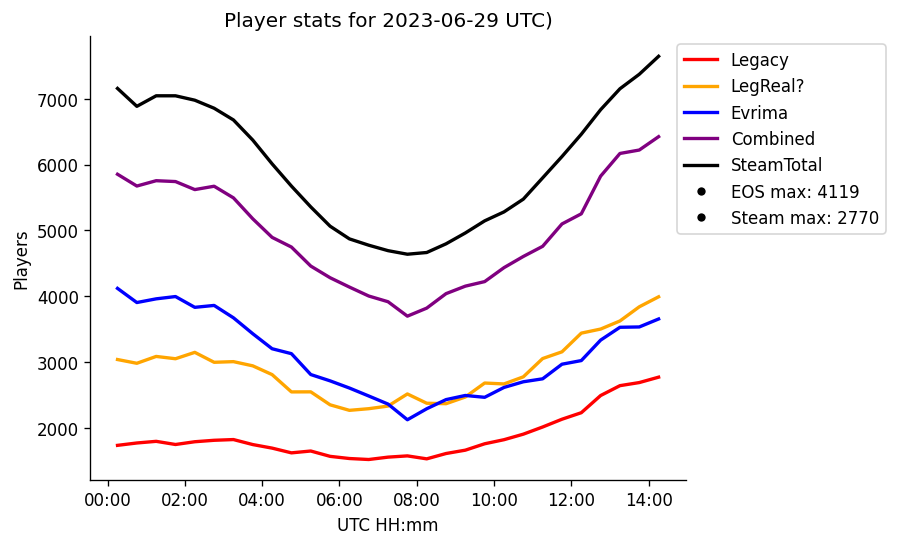 Player stats for 2023-06-29 UTC)
Legacy
LegReal?
Evrima
Combined
SteamTotal
EOS max: 4119
Steam max: 2770
Players
7000
6000
5000
4000
3000
2000
00:00 02:00 04:00 06:00 08:00 10:00 12:00 14:00
UTC HH:mm